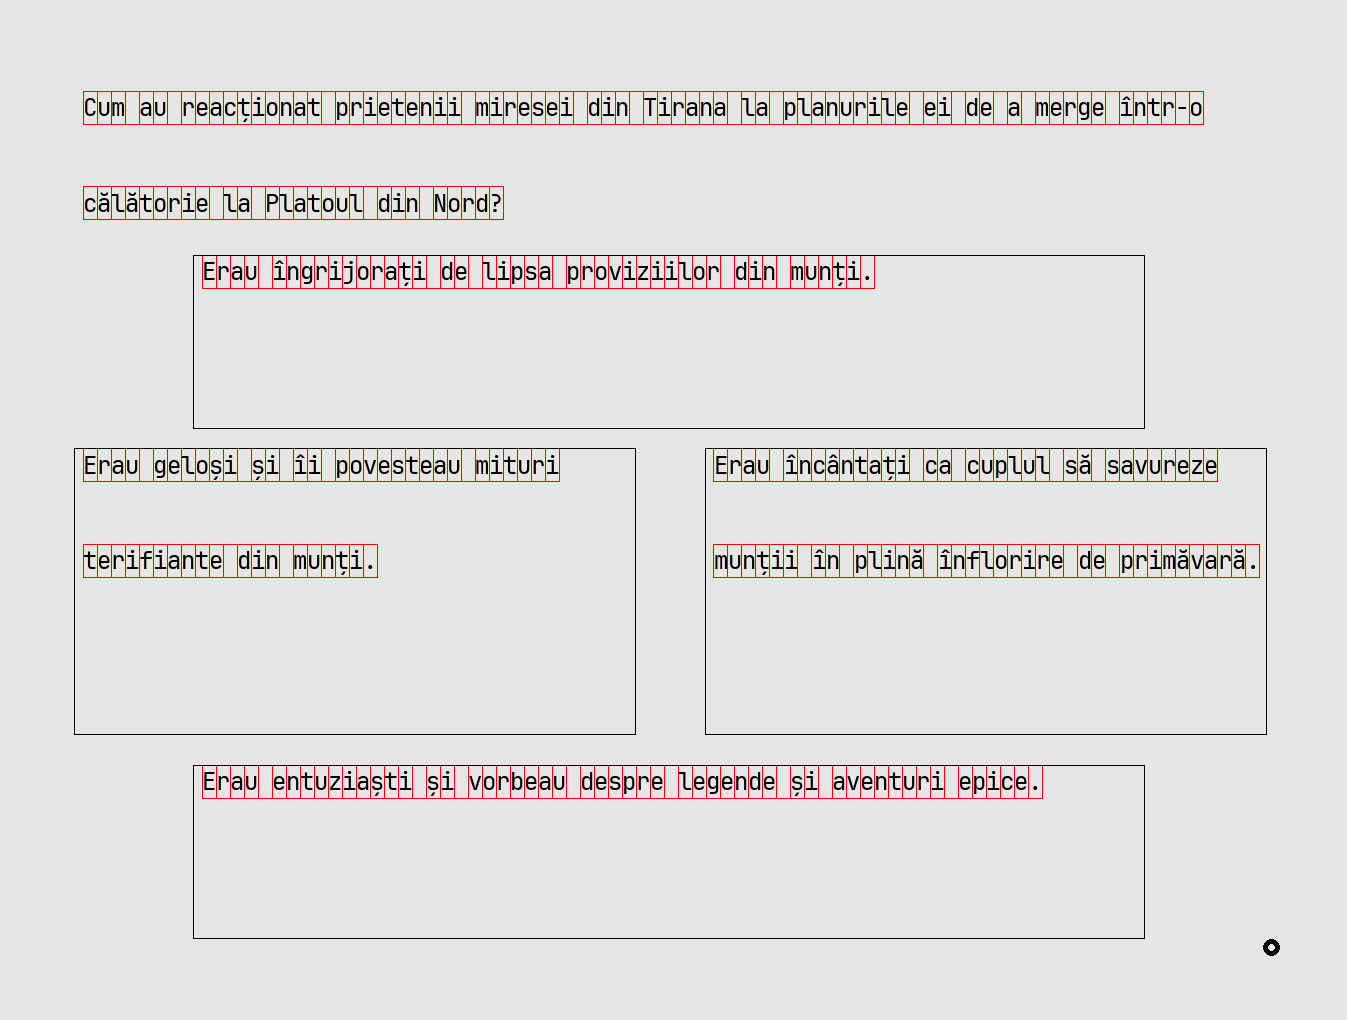 Cum au reacționat prietenii miresei din Tirana la planurile ei de a merge într-o
călătorie la Platoul din Nord?
Erau îngrijorați de lipsa proviziilor din munți.
Erau geloși și îi povesteau mituri
terifiante din munți.
Erau încântați ca cuplul să savureze
munții în plină înflorire de primăvară.
Erau entuziaști și vorbeau despre legende și aventuri epice.